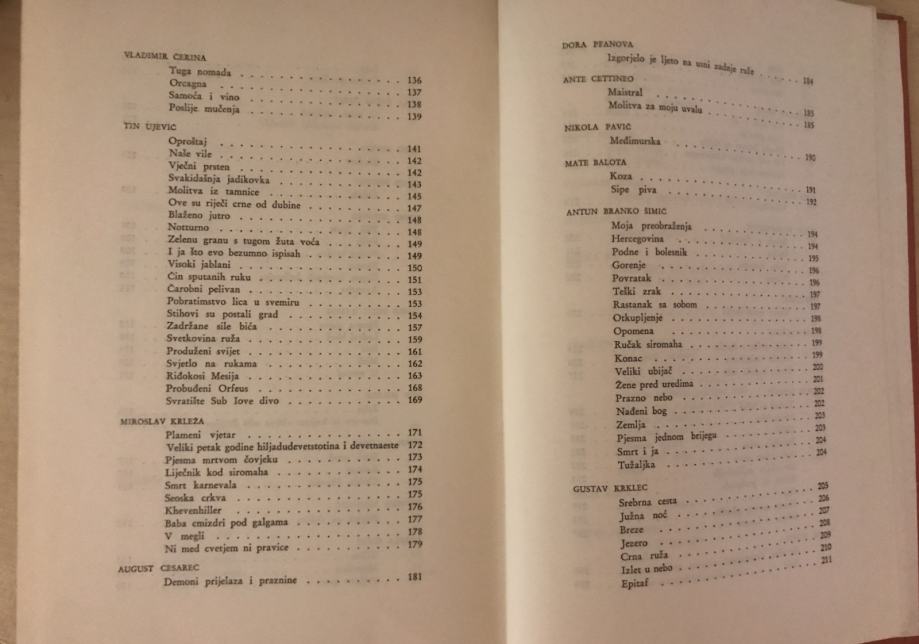 VLADIMIR ČERINA
Tuga nomada . . . . . . . . . . . . . . 136
Orcagna . . . . . . . . . . . . . . 137
Samoća i vino . . . . . . . . . . . . . . 138
Poslije mučenja . . . . . . . . . . . . . . 139
TIN UJEVIĆ
Oproštaj . . . . . . . . . . . . . . 141
Naše vile . . . . . . . . . . . . . . 142
Vječni prsten . . . . . . . . . . . . . . 142
Svakidašnja jadikovka . . . . . . . . . . . . 143
Molitva iz tamnice . . . . . . . . . . . . 145
Ove su riječi crne od dubine . . . . . . . . . . 147
Blaženo jutro . . . . . . . . . . . . . . 148
Notturno . . . . . . . . . . . . . . 148
Zelenu granu s tugom žuta voća . . . . . . . . 149
I ja što evo bezumno ispisah . . . . . . . . . . 149
Visoki jablani . . . . . . . . . . . . . . 150
Čin sputanih ruku . . . . . . . . . . . . 151
Čarobni pelivan . . . . . . . . . . . . . . 153
Pobratimstvo lica u svemiru . . . . . . . . . . 153
Stihovi su postali grad . . . . . . . . . . . . 154
Zadržane sile bića . . . . . . . . . . . . 157
Svetkovina ruža . . . . . . . . . . . . . . 159
Produženi svijet . . . . . . . . . . . . . . 161
Svjetlo na rukama . . . . . . . . . . . . 162
Riđokosi Mesija . . . . . . . . . . . . . . 163
Probuđeni Orfeus . . . . . . . . . . . . . . 168
Svratište Sub Iove divo . . . . . . . . . . . . 169
MIROSLAV KRLEŽA
Plameni vjetar . . . . . . . . . . . . . . 171
Veliki petak godine hiljadudevetstotina i devetnaeste 172
Pjesma mrtvom čovjeku . . . . . . . . . . . . 173
Liječnik kod siromaha . . . . . . . . . . . . 174
Smrt karnevala . . . . . . . . . . . . . . 175
Seoska crkva . . . . . . . . . . . . . . 175
Khevenhiller . . . . . . . . . . . . . . 176
Baba cmizdri pod galgama . . . . . . . . . . 177
V megli . . . . . . . . . . . . . . 178
Ni med cvetjem ni pravice . . . . . . . . . . 179
AUGUST CESAREC
Demoni prijelaza i praznine . . . . . . . . . . 181
DORA PFANOVA
Izgorjelo je ljeto na usni zadnje ruže . . . . . . 184
ANTE CETTINEO
Maistral . . . . . . . . . . . . . . 185
Molitva za moju uvalu . . . . . . . . . . 185
NIKOLA PAVIĆ
Međimurska . . . . . . . . . . . . . . 190
MATE BALOTA
Koza . . . . . . . . . . . . . . 191
Sipe piva . . . . . . . . . . . . . . 192
ANTUN BRANKO ŠIMIĆ
Moja preobraženja . . . . . . . . . . . . 194
Hercegovina . . . . . . . . . . . . . . 194
Podne i bolesnik . . . . . . . . . . . . 195
Gorenje . . . . . . . . . . . . . . 196
Povratak . . . . . . . . . . . . . . 196
Teški zrak . . . . . . . . . . . . . . 197
Rastanak sa sobom . . . . . . . . . . . . 197
Otkupljenje . . . . . . . . . . . . . . 198
Opomena . . . . . . . . . . . . . . 198
Ručak siromaha . . . . . . . . . . . . 199
Konac . . . . . . . . . . . . . . 199
Veliki ubijač . . . . . . . . . . . . . . 200
Žene pred uredima . . . . . . . . . . . . 201
Prazno nebo . . . . . . . . . . . . . . 202
Nađeni bog . . . . . . . . . . . . . . 202
Zemlja . . . . . . . . . . . . . . 203
Pjesma jednom brijegu . . . . . . . . . . 203
Smrt i ja . . . . . . . . . . . . . . 204
Tužaljka . . . . . . . . . . . . . . 204
GUSTAV KRKLEC
Srebrna cesta . . . . . . . . . . . . . . 205
Južna noć . . . . . . . . . . . . . . 206
Breze . . . . . . . . . . . . . . 207
Jezero . . . . . . . . . . . . . . 208
Crna ruža . . . . . . . . . . . . . . 209
Izlet u nebo . . . . . . . . . . . . . . 210
Epitaf . . . . . . . . . . . . . . 211